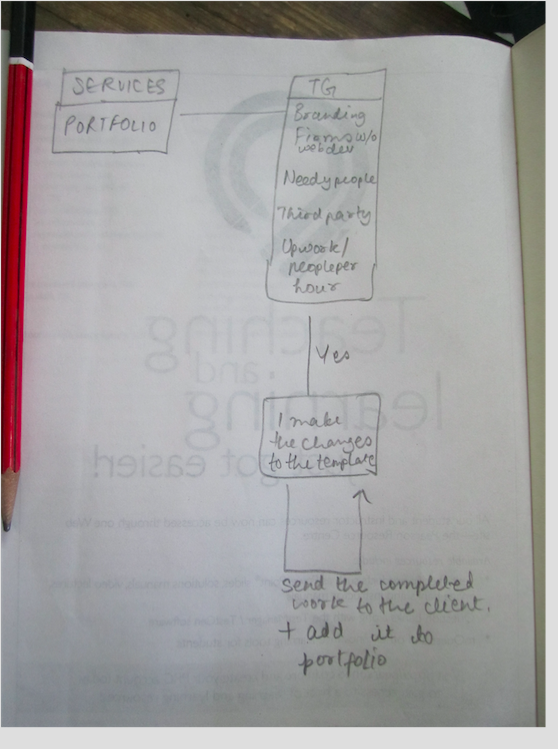 SERVICES
PORTFOLIO
TG
Branding
Firms w/o
webdev
Needy people
Third party
Upwork/
peopleper
hour
Yes
I make
the changes
to the template
send the completed
work to the client.
+ add it to
portfolio
Teaching
and
learning
just got easier!